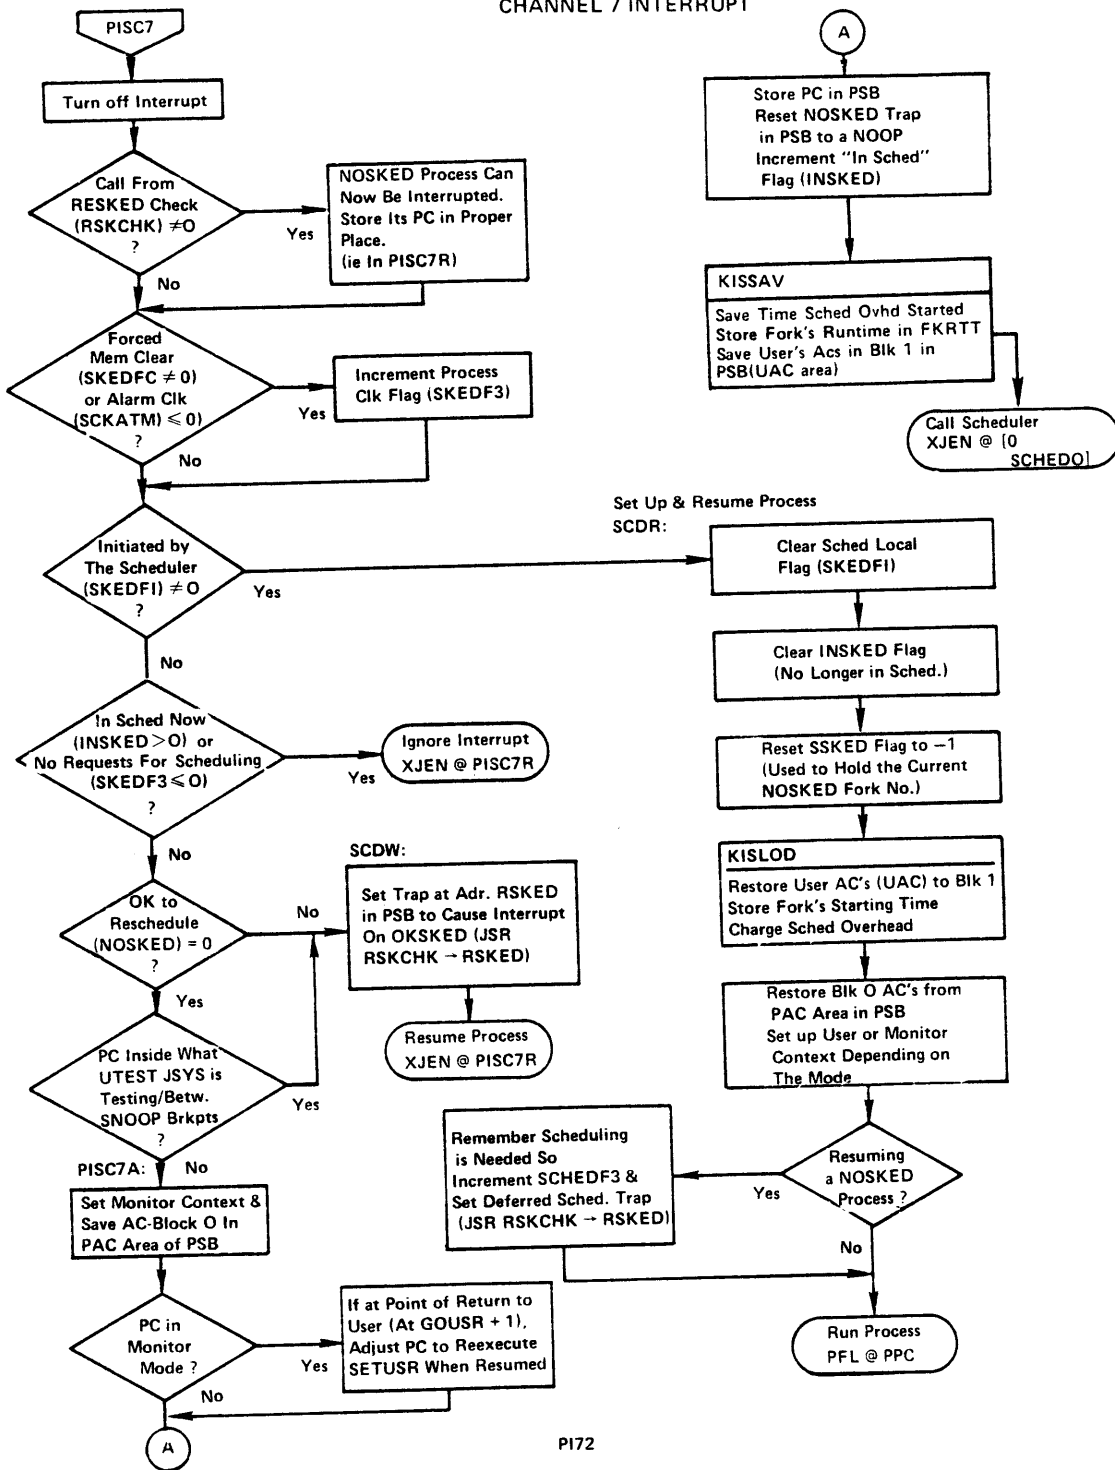 CHANNEL 7 INTERRUPT
PISC7
Turn off Interrupt
Call From
RESKED Check
(RSKCHK) ≠O
?
Yes
No
NOSKED Process Can
Now Be Interrupted.
Store Its PC in Proper
Place.
(ie In PISC7R)
Forced
Mem Clear
(SKEDFC ≠ 0)
or Alarm Clk
(SCKATM) ⩽ 0)
?
Yes
No
Increment Process
Clk Flag (SKEDF3)
Initiated by
The Scheduler
(SKEDFI) ≠O
?
Yes
No
In Sched Now
(INSKED>O) or
No Requests For Scheduling
(SKEDF3⩽O)
?
Yes
No
Ignore Interrupt
XJEN @ PISC7R
OK to
Reschedule
(NOSKED) = 0
?
No
Yes
SCDW:
Set Trap at Adr. RSKED
in PSB to Cause Interrupt
On OKSKED (JSR
RSKCHK → RSKED)
Resume Process
XJEN @ PISC7R
PC Inside What
UTEST JSYS is
Testing/Betw.
SNOOP Brkpts
?
Yes
PISC7A: No
Set Monitor Context &
Save AC-Block O In
PAC Area of PSB
PC in
Monitor
Mode ?
Yes
No
If at Point of Return to
User (At GOUSR + 1),
Adjust PC to Reexecute
SETUSR When Resumed
A
A
Store PC in PSB
Reset NOSKED Trap
in PSB to a NOOP
Increment “In Sched”
Flag (INSKED)
KISSAV
Save Time Sched Ovhd Started
Store Fork's Runtime in FKRTT
Save User's Acs in Blk 1 in
PSB(UAC area)
Call Scheduler
XJEN @ [0
SCHEDO]
Set Up & Resume Process
SCDR:
Clear Sched Local
Flag (SKEDFI)
Clear INSKED Flag
(No Longer in Sched.)
Reset SSKED Flag to −1
(Used to Hold the Current
NOSKED Fork No.)
KISLOD
Restore User AC's (UAC) to Blk 1
Store Fork's Starting Time
Charge Sched Overhead
Restore Blk O AC's from
PAC Area in PSB
Set up User or Monitor
Context Depending on
The Mode
Resuming
a NOSKED
Process ?
Yes
No
Remember Scheduling
is Needed So
Increment SCHEDF3 &
Set Deferred Sched. Trap
(JSR RSKCHK → RSKED)
Run Process
PFL @ PPC
PI72